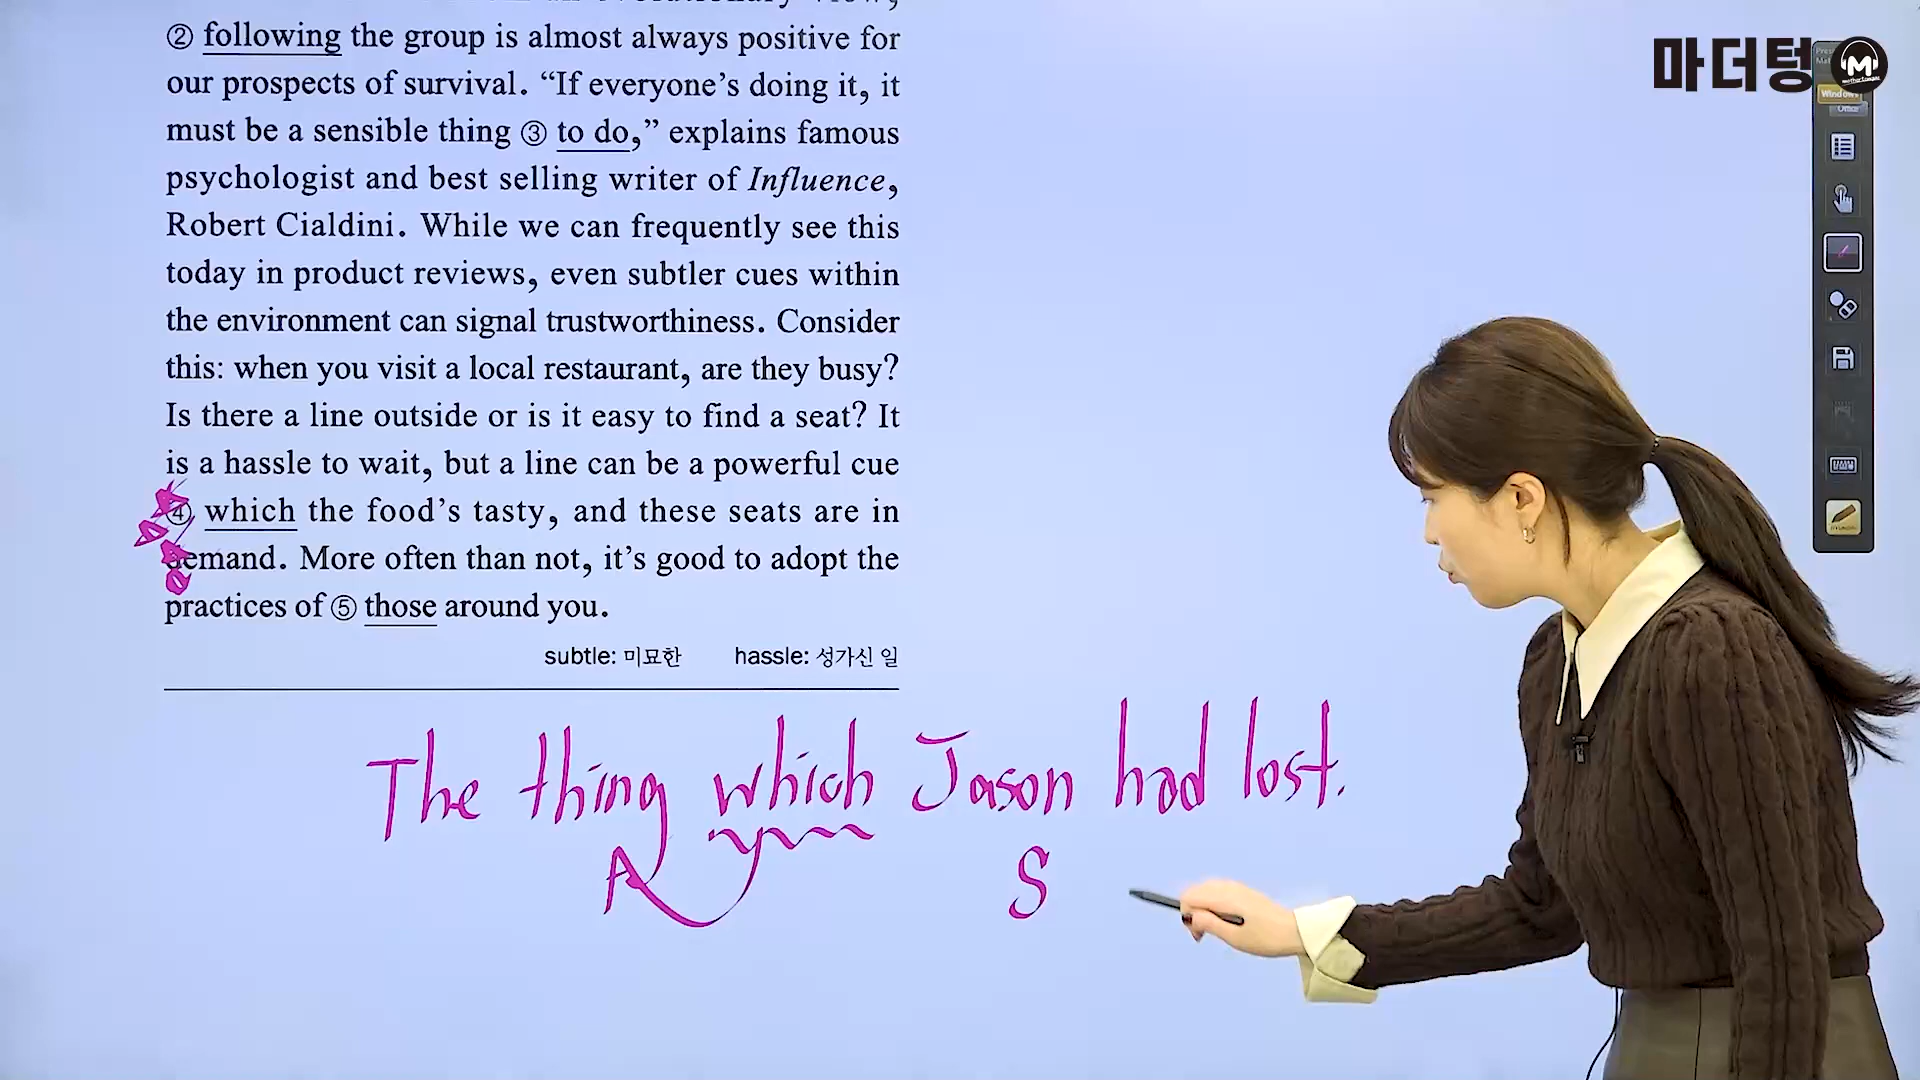 마더텅
② following the group is almost always positive for
our prospects of survival. “If everyone’s doing it, it
must be a sensible thing ③ to do,” explains famous
psychologist and best selling writer of Influence,
Robert Cialdini. While we can frequently see this
today in product reviews, even subtler cues within
the environment can signal trustworthiness. Consider
this: when you visit a local restaurant, are they busy?
Is there a line outside or is it easy to find a seat? It
is a hassle to wait, but a line can be a powerful cue
④ which the food’s tasty, and these seats are in
demand. More often than not, it’s good to adopt the
practices of ⑤ those around you.
subtle: 미묘한 hassle: 성가신 일
The thing which Jason had lost.
A S